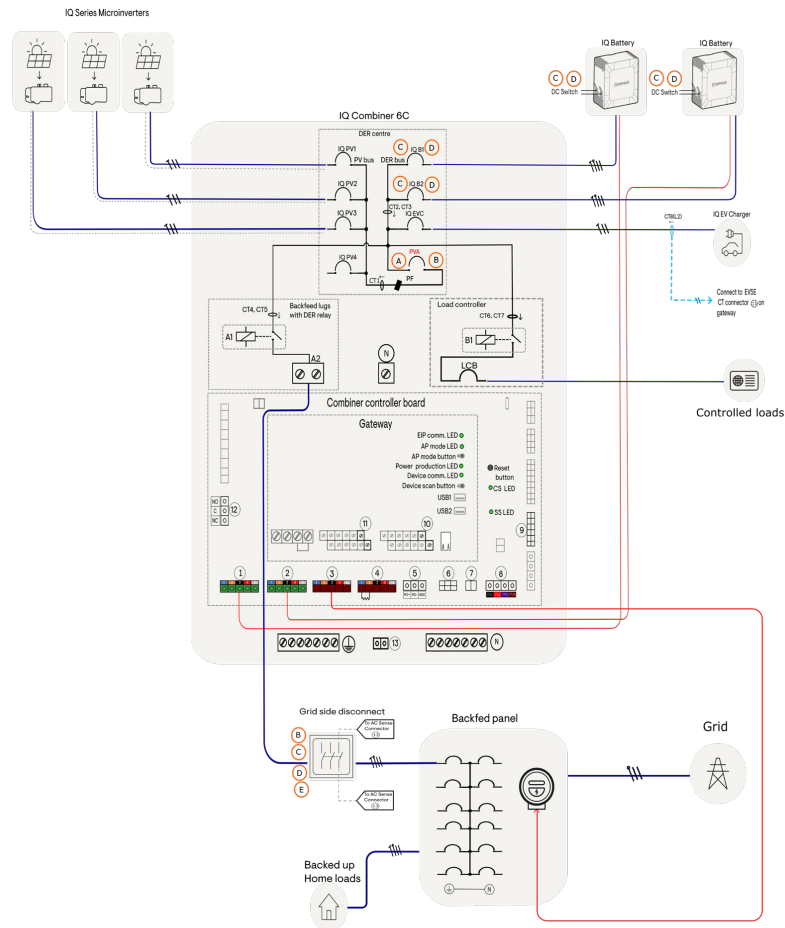 IQ Series Microinverters
IQ Battery
IQ Battery
C D
DC Switch
C D
DC Switch
IQ Combiner 6C
DER centre
IQ PV1
PV bus
DER bus
C IQ B1 D
IQ PV2
C IQ B2 D
CT2, CT3
IQ PV3
IQ EVC
CT8(L2)
IQ EV Charger
IQ PV4
A PVA B
CT1
PF
Connect to EVSE
CT connector 11 on
gateway
Backfeed lugs
with DER relay
CT4, CT5
A1
A2
N
Load controller
CT6, CT7
B1
LCB
Controlled loads
Combiner controller board
Gateway
EIP comm. LED
AP mode LED
AP mode button
Power production LED
Device comm. LED
Device scan button
USB1
USB2
Reset
button
CS LED
SS LED
NO
C
NC
12
11
10
9
1
2
3
4
5
6
7
8
13
N
Grid side disconnect
To AC Sense
Connector
B
C
D
E
To AC Sense
Connector
Backfed panel
Grid
N
Backed up
Home loads